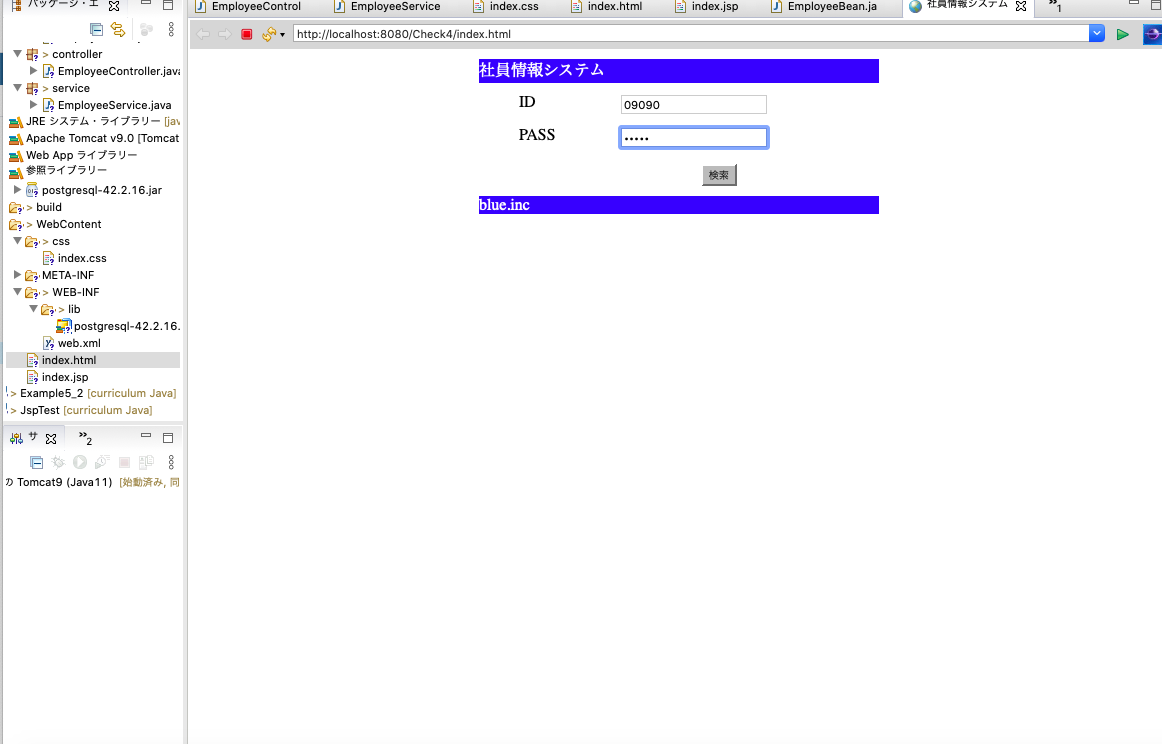 パッケージ・エ
EmployeeControl
EmployeeService
index.css
index.html
index.jsp
EmployeeBean.ja
社員情報システム
»1
http://localhost:8080/Check4/index.html
> controller
EmployeeController.java
> service
EmployeeService.java
JRE システム・ライブラリー [jav
Apache Tomcat v9.0 [Tomcat
Web App ライブラリー
参照ライブラリー
postgresql-42.2.16.jar
> build
> WebContent
> css
index.css
META-INF
> WEB-INF
> lib
postgresql-42.2.16.
web.xml
index.html
index.jsp
> Example5_2 [curriculum Java]
> JspTest [curriculum Java]
サ
»2
の Tomcat9 (Java11) [始動済み, 同
社員情報システム
ID
09090
PASS
•••••
検索
blue.inc